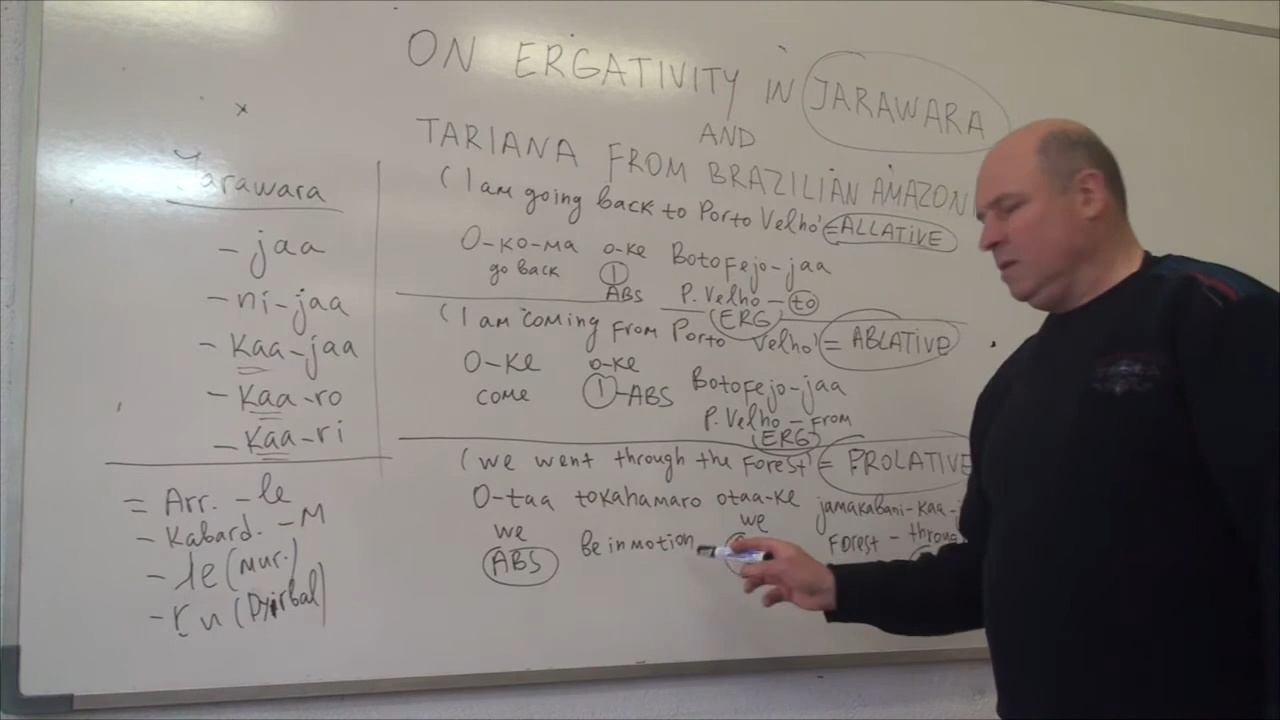 ON ERGATIVITY IN JARAWARA
AND
TARIANA FROM BRAZILIAN AMAZON
Jarawara
- jaa
- ni-jaa
- Kaa-jaa
- Kaa-ro
- Kaa-ri
= Arr. -le
- Kabard. - M
- le (Mur.)
- ru (Dyirbal)
(I am going back to Porto Velho' = ALLATIVE
O-KO-MA o-ke Botofejo-jaa
go back 1 P. Velho - to
ABS (ERG)
(I am coming from Porto Velho' = ABLATIVE
O-KE o-ke Botofejo-jaa
come 1 - ABS P. Velho - from
(ERG)
(we went through the forest' = PROLATIVE
O-taa tokahamaro otaa-ke jamakabani-kaa-
we be in motion we forest - throu
ABS